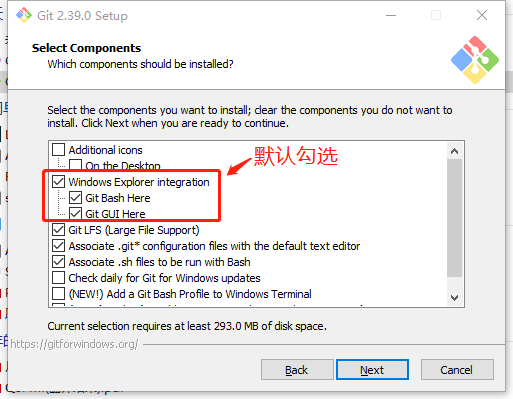 Git 2.39.0 Setup
Select Components
Which components should be installed?
Select the components you want to install; clear the components you do not want to
install. Click Next when you are ready to continue.
Additional icons
On the Desktop
默认勾选
Windows Explorer integration
Git Bash Here
Git GUI Here
Git LFS (Large File Support)
Associate .git* configuration files with the default text editor
Associate .sh files to be run with Bash
Check daily for Git for Windows updates
(NEW!) Add a Git Bash Profile to Windows Terminal
Current selection requires at least 293.0 MB of disk space.
https://gitforwindows.org/
Back
Next
Cancel